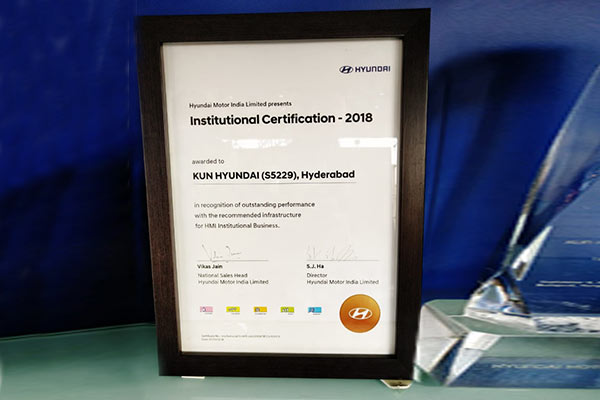 HYUNDAI
Hyundai Motor India Limited presents
Institutional Certification - 2018
awarded to
KUN HYUNDAI (S5229), Hyderabad
in recognition of outstanding performance
with the recommended infrastructure
for HMI Institutional Business.
Vikas Jain
National Sales Head
Hyundai Motor India Limited
S.J. Ha
Director
Hyundai Motor India Limited
HYUNDAI